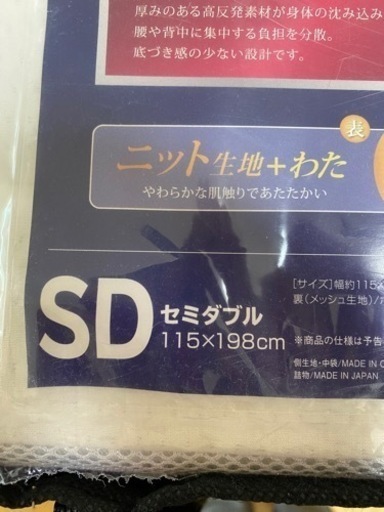 厚みのある高反発素材が身体の沈み込み
腰や背中に集中する負担を分散。
底づき感の少ない設計です。
表
ニット生地+わた
やわらかな肌触りであたたかい
SD
セミダブル
115×198cm
[サイズ]幅約115×
裏(メッシュ生地)/ポ
※商品の仕様は予告
側生地・中袋/MADE IN C
詰物/MADE IN JAPAN